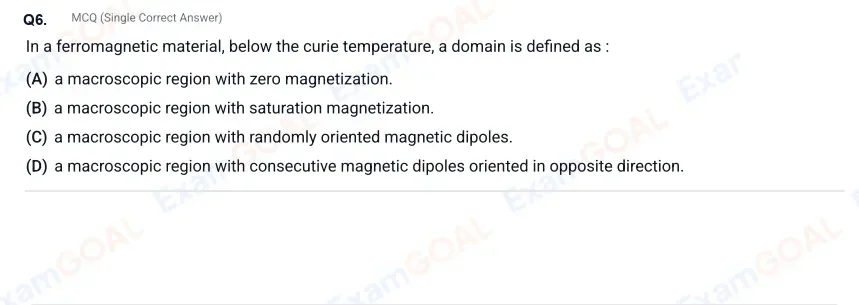 Q6. MCQ (Single Correct Answer)
In a ferromagnetic material, below the curie temperature, a domain is defined as :
(A) a macroscopic region with zero magnetization.
(B) a macroscopic region with saturation magnetization.
(C) a macroscopic region with randomly oriented magnetic dipoles.
(D) a macroscopic region with consecutive magnetic dipoles oriented in opposite direction.
ExamGOAL